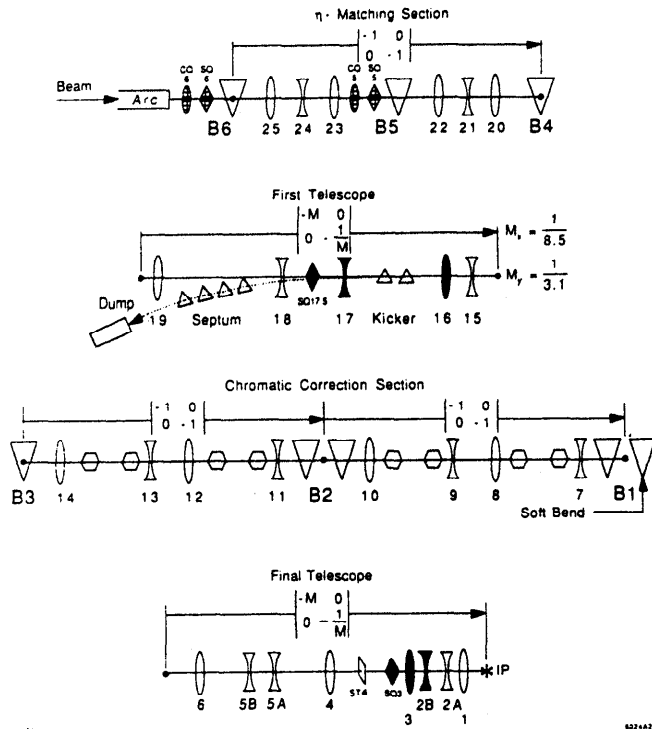 η - Matching Section
-1 0
0 -1
CQ 6 SQ 6 CQ 5 SQ 5
Beam Arc
B6 25 24 23 B5 22 21 20 B4
First Telescope
-M 0
0 - 1/M
Mx = 1/8.5
My = 1/3.1
Dump
19 Septum 18 SQ17.5 17 Kicker 16 15
Chromatic Correction Section
-1 0 -1 0
0 -1 0 -1
B3 14 13 12 11 B2 10 9 8 7 B1
Soft Bend
Final Telescope
-M 0
0 - 1/M
IP
6 5B 5A 4 ST4 SQ3 3 2B 2A 1